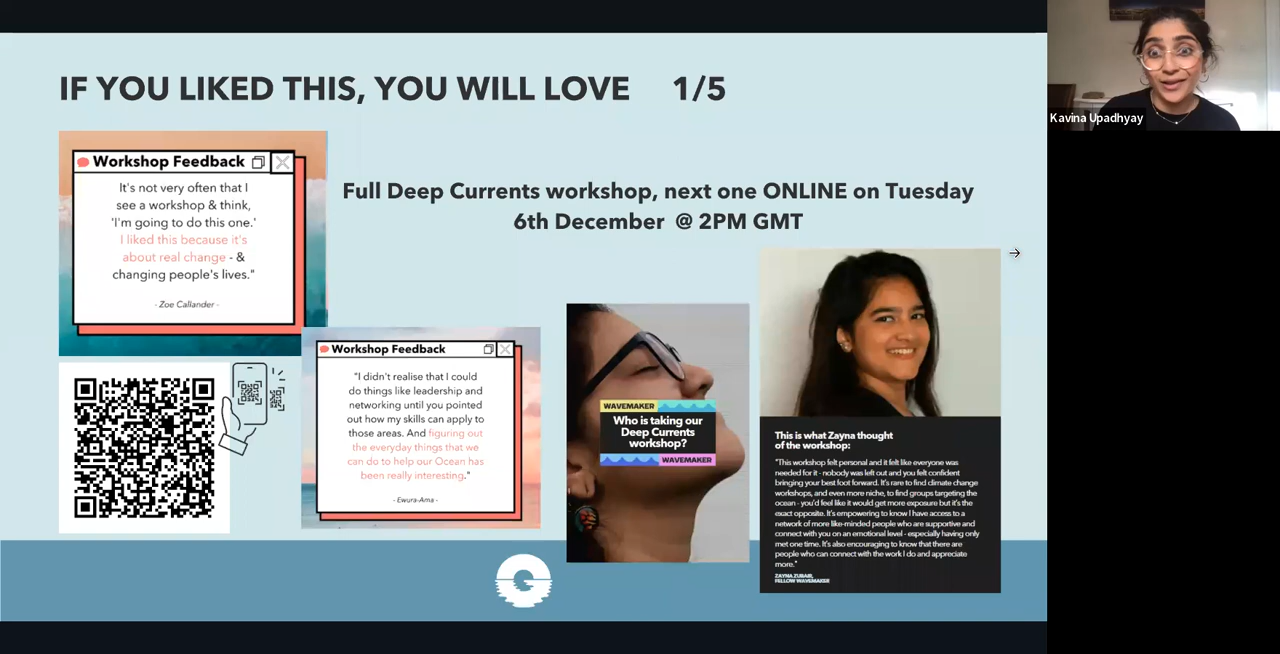 IF YOU LIKED THIS, YOU WILL LOVE 1/5
Kavina Upadhyay
Workshop Feedback
It's not very often that I
see a workshop & think,
'I'm going to do this one.'
I liked this because it's
about real change - &
changing people's lives."
- Zoe Callander -
Full Deep Currents workshop, next one ONLINE on Tuesday
6th December @ 2PM GMT
Workshop Feedback
"I didn't realise that I could
do things like leadership and
networking until you pointed
out how my skills can apply to
those areas. And figuring out
the everyday things that we
can do to help our Ocean has
been really interesting."
- Ewura-Ama -
WAVEMAKER
Who is taking our
Deep Currents
workshop?
WAVEMAKER
This is what Zayna thought
of the workshop:
"This workshop felt personal and it felt like everyone was
needed for it - nobody was left out and you felt confident
bringing your best foot forward. It's rare to find climate change
workshops, and even more niche, to find groups targeting the
ocean - you'd feel like it would get more exposure but it's the
exact opposite. It's empowering to know I have access to a
network of more like-minded people who are supportive and
connect with you on an emotional level - especially having only
met one time. It's also encouraging to know that there are
people who can connect with the work I do and appreciate
more."
ZAYNA ZUBAIR,
FELLOW WAVEMAKER